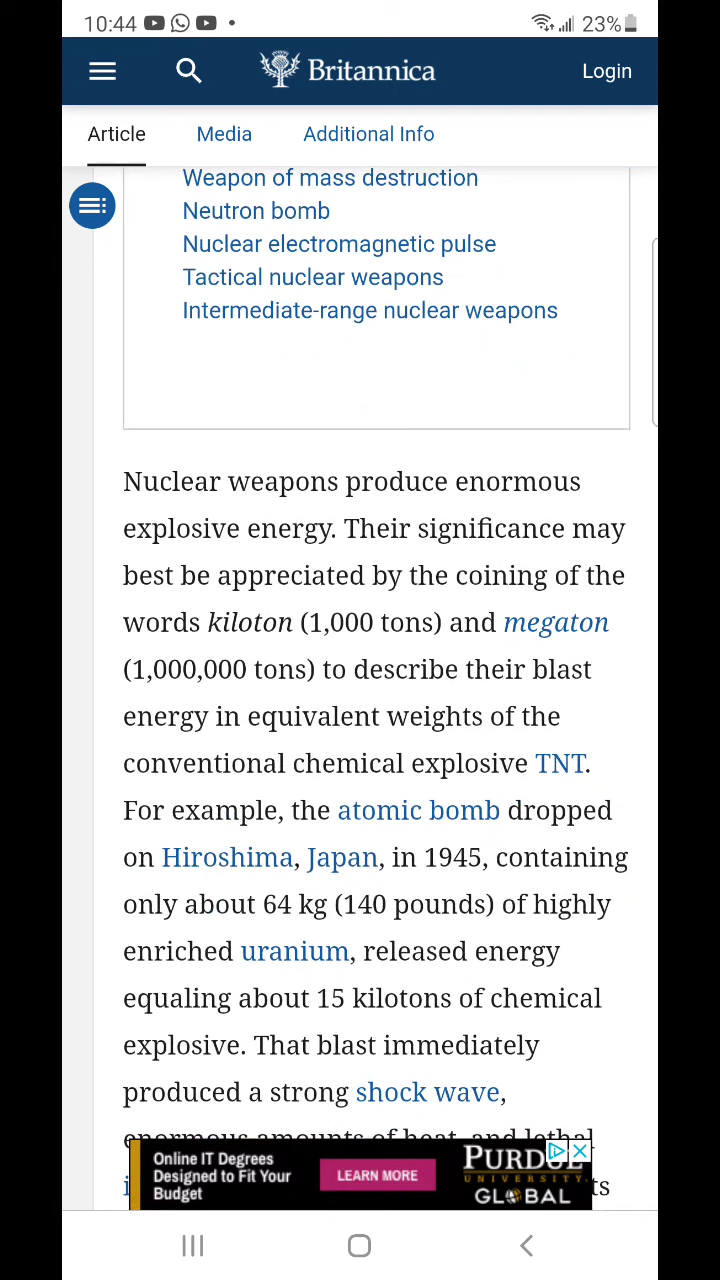 10:44
23%
Britannica
Login
Article Media Additional Info
Weapon of mass destruction
Neutron bomb
Nuclear electromagnetic pulse
Tactical nuclear weapons
Intermediate-range nuclear weapons
Nuclear weapons produce enormous
explosive energy. Their significance may
best be appreciated by the coining of the
words kiloton (1,000 tons) and megaton
(1,000,000 tons) to describe their blast
energy in equivalent weights of the
conventional chemical explosive TNT.
For example, the atomic bomb dropped
on Hiroshima, Japan, in 1945, containing
only about 64 kg (140 pounds) of highly
enriched uranium, released energy
equaling about 15 kilotons of chemical
explosive. That blast immediately
produced a strong shock wave,
enormous amounts of heat, and lethal
Online IT Degrees
Designed to Fit Your
Budget
LEARN MORE
PURDUE
UNIVERSITY
GLOBAL